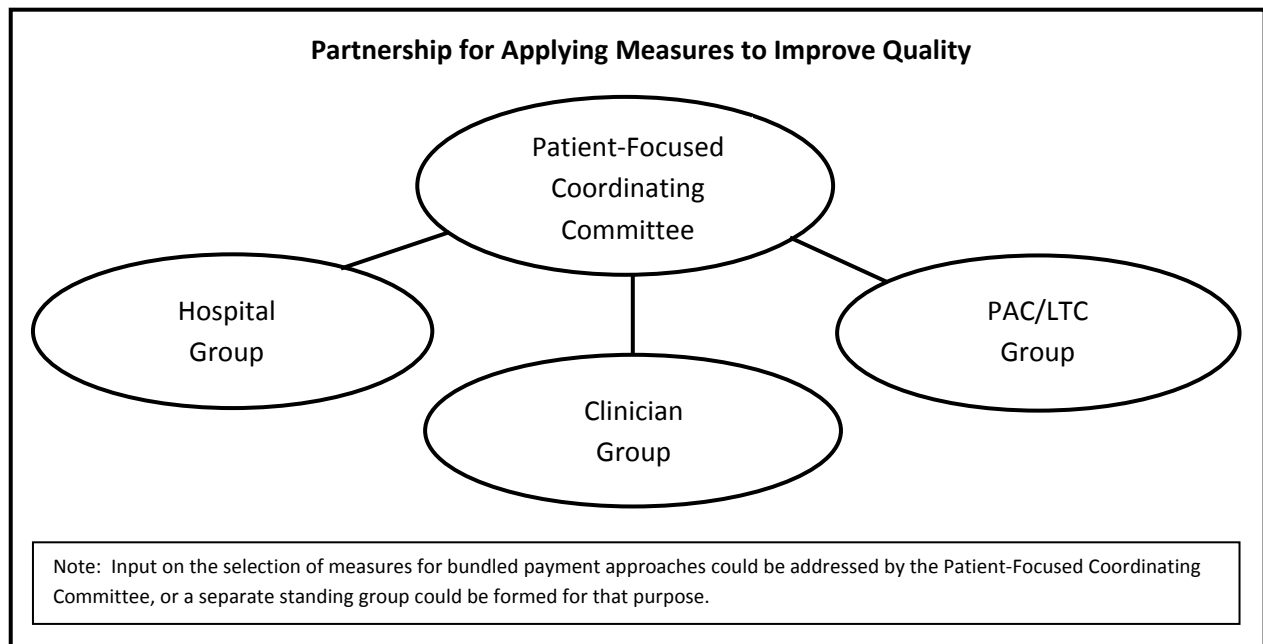 Partnership for Applying Measures to Improve Quality
Patient-Focused
Coordinating
Committee
Hospital
Group
PAC/LTC
Group
Clinician
Group
Note:  Input on the selection of measures for bundled payment approaches could be addressed by the Patient-Focused Coordinating
Committee, or a separate standing group could be formed for that purpose.